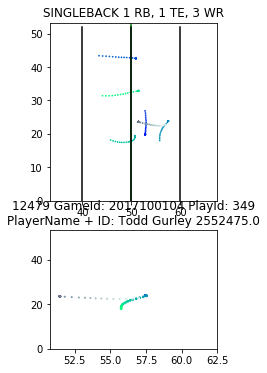 SINGLEBACK 1 RB, 1 TE, 3 WR
50
40
30
20
10
0
40 50 60
12479 GameId: 2017100104 PlayId: 349
PlayerName + ID: Todd Gurley 2552475.0
40
20
0
52.5 55.0 57.5 60.0 62.5